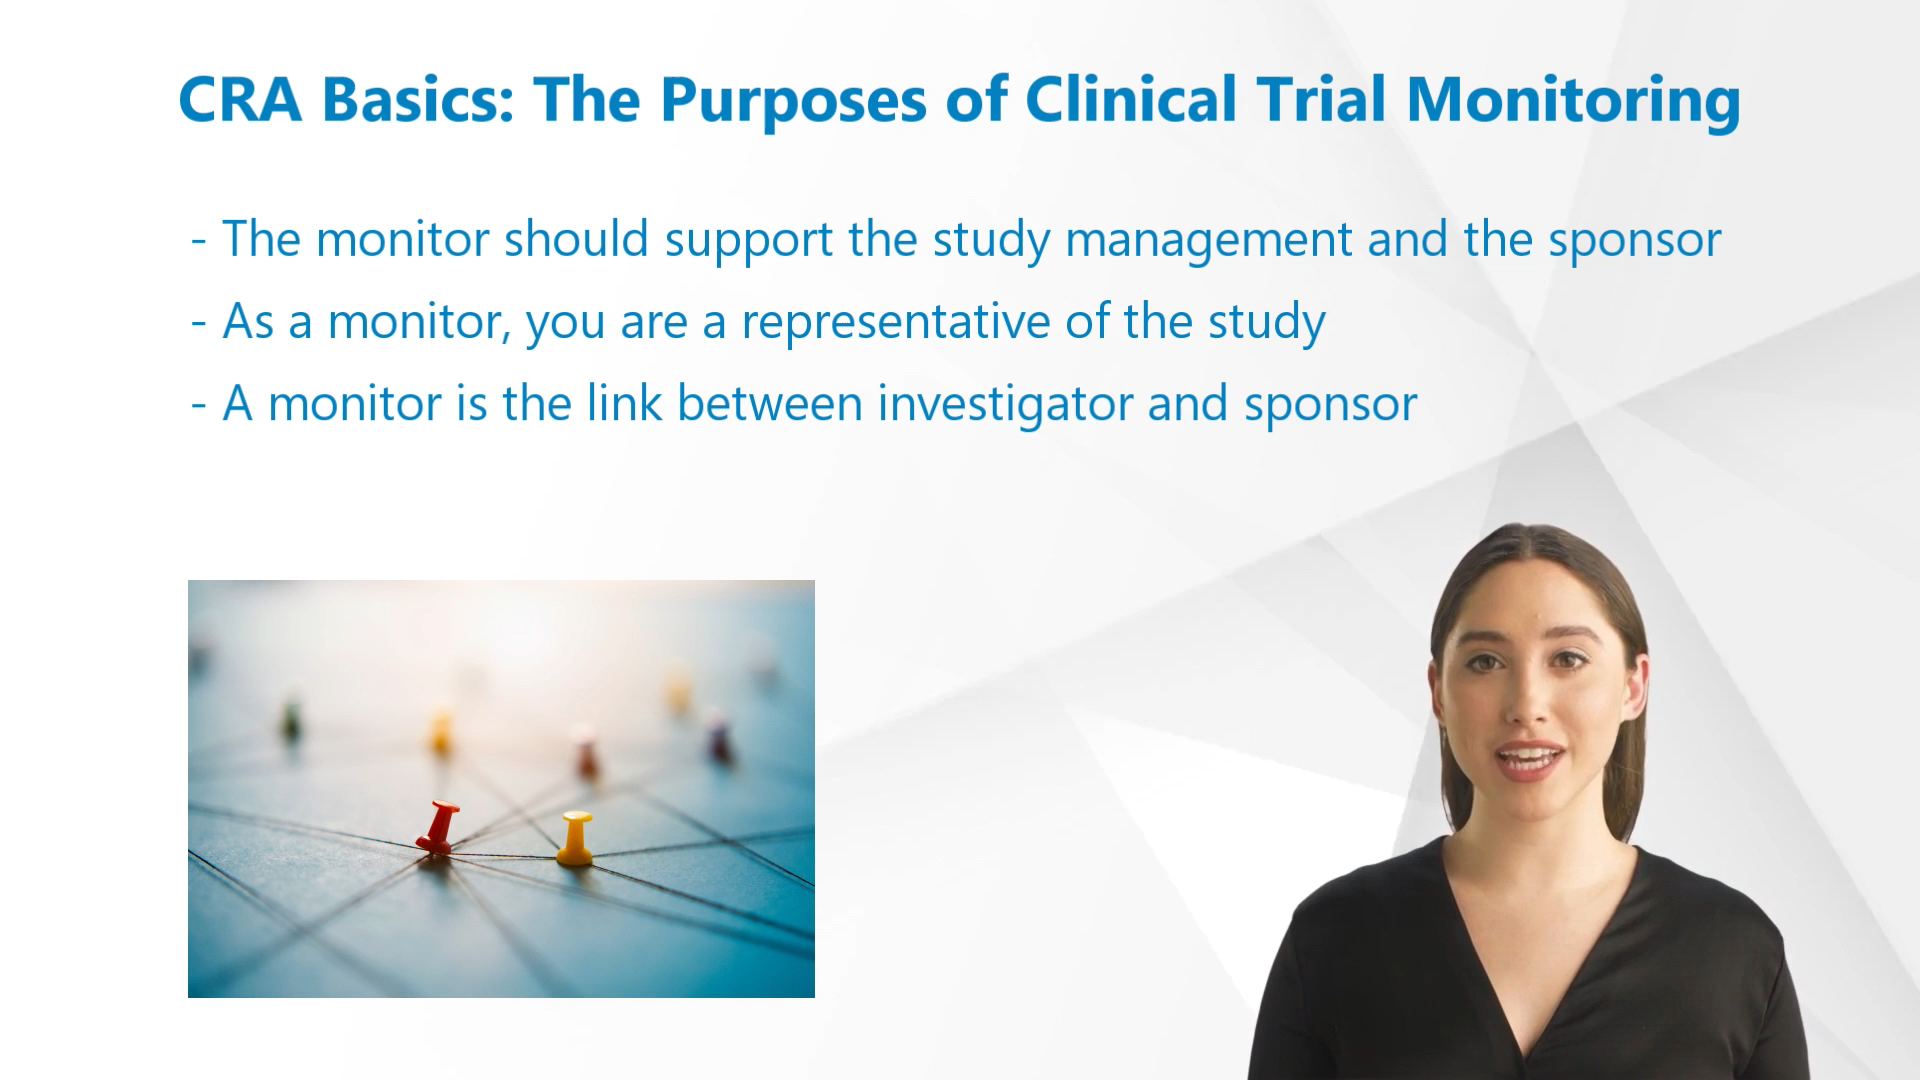 CRA Basics: The Purposes of Clinical Trial Monitoring
- The monitor should support the study management and the sponsor
- As a monitor, you are a representative of the study
- A monitor is the link between investigator and sponsor